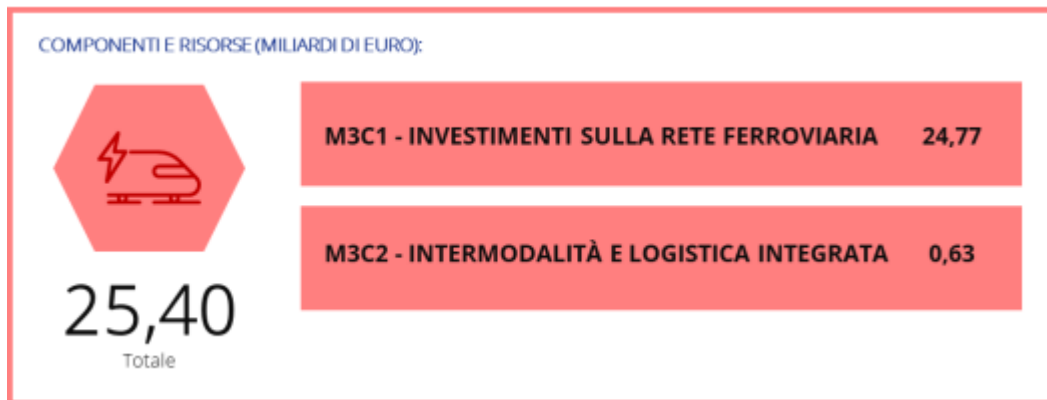 COMPONENTI E RISORSE (MILIARDI DI EURO):
M3C1 - INVESTIMENTI SULLA RETE FERROVIARIA 24,77
M3C2 - INTERMODALITÀ E LOGISTICA INTEGRATA 0,63
25,40
Totale